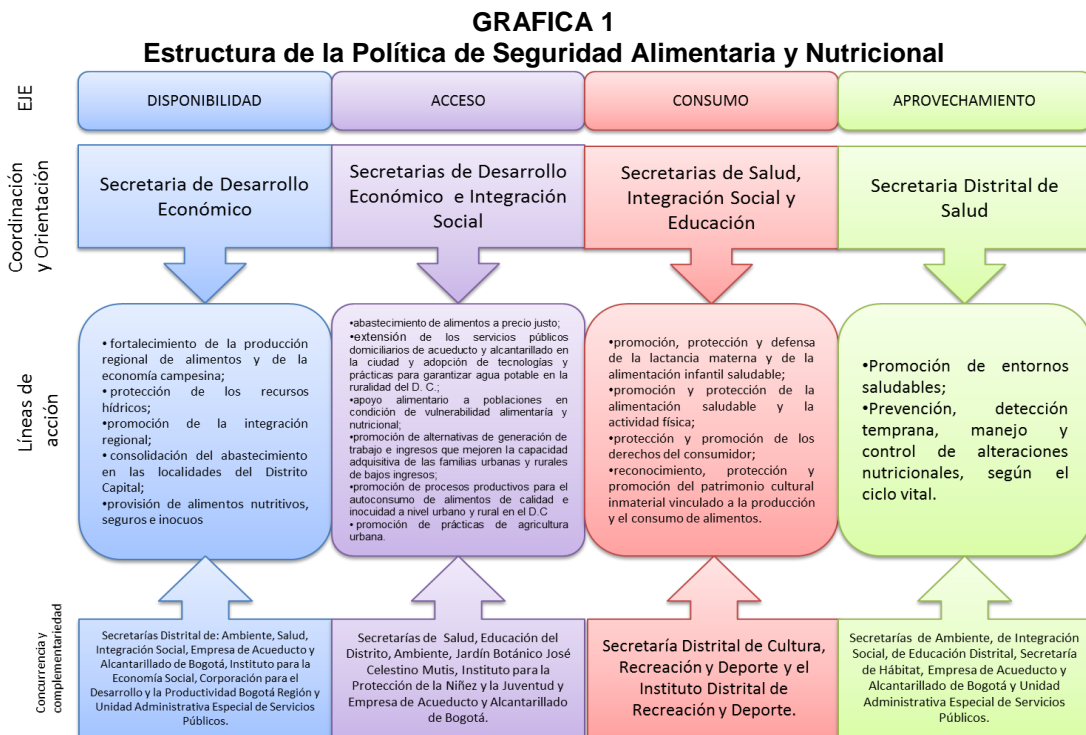 GRAFICA 1
Estructura de la Política de Seguridad Alimentaria y Nutricional
EJE
DISPONIBILIDAD
ACCESO
CONSUMO
APROVECHAMIENTO
Coordinación
y Orientación
Secretaria de Desarrollo
Económico
Secretarias de Desarrollo
Económico e Integración
Social
Secretarias de Salud,
Integración Social y
Educación
Secretaria Distrital de
Salud
Líneas de
acción
• fortalecimiento de la producción
regional de alimentos y de la
economía campesina;
• protección de los recursos
hídricos;
• promoción de la integración
regional;
• consolidación del abastecimiento
en las localidades del Distrito
Capital;
• provisión de alimentos nutritivos,
seguros e inocuos
•abastecimiento de alimentos a precio justo;
•extensión de los servicios públicos
domiciliarios de acueducto y alcantarillado en
la ciudad y adopción de tecnologías y
prácticas para garantizar agua potable en la
ruralidad del D. C.;
•apoyo alimentario a poblaciones en
condición de vulnerabilidad alimentaría y
nutricional;
•promoción de alternativas de generación de
trabajo e ingresos que mejoren la capacidad
adquisitiva de las familias urbanas y rurales
de bajos ingresos;
•promoción de procesos productivos para el
autoconsumo de alimentos de calidad e
inocuidad a nivel urbano y rural en el D.C
• promoción de prácticas de agricultura
urbana.
•promoción, protección y defensa
de la lactancia materna y de la
alimentación infantil saludable;
•promoción y protección de la
alimentación saludable y la
actividad física;
•protección y promoción de los
derechos del consumidor;
•reconocimiento, protección y
promoción del patrimonio cultural
inmaterial vinculado a la producción
y el consumo de alimentos.
•Promoción de entornos
saludables;
•Prevención, detección
temprana, manejo y
control de alteraciones
nutricionales, según el
ciclo vital.
Concurrencia y
complementariedad
Secretarías Distrital de: Ambiente, Salud,
Integración Social, Empresa de Acueducto y
Alcantarillado de Bogotá, Instituto para la
Economía Social, Corporación para el
Desarrollo y la Productividad Bogotá Región y
Unidad Administrativa Especial de Servicios
Públicos.
Secretarías de Salud, Educación del
Distrito, Ambiente, Jardín Botánico José
Celestino Mutis, Instituto para la
Protección de la Niñez y la Juventud y
Empresa de Acueducto y Alcantarillado
de Bogotá.
Secretaría Distrital de Cultura,
Recreación y Deporte y el
Instituto Distrital de
Recreación y Deporte.
Secretarías de Ambiente, de Integración
Social, de Educación Distrital, Secretaría
de Hábitat, Empresa de Acueducto y
Alcantarillado de Bogotá y Unidad
Administrativa Especial de Servicios
Públicos.